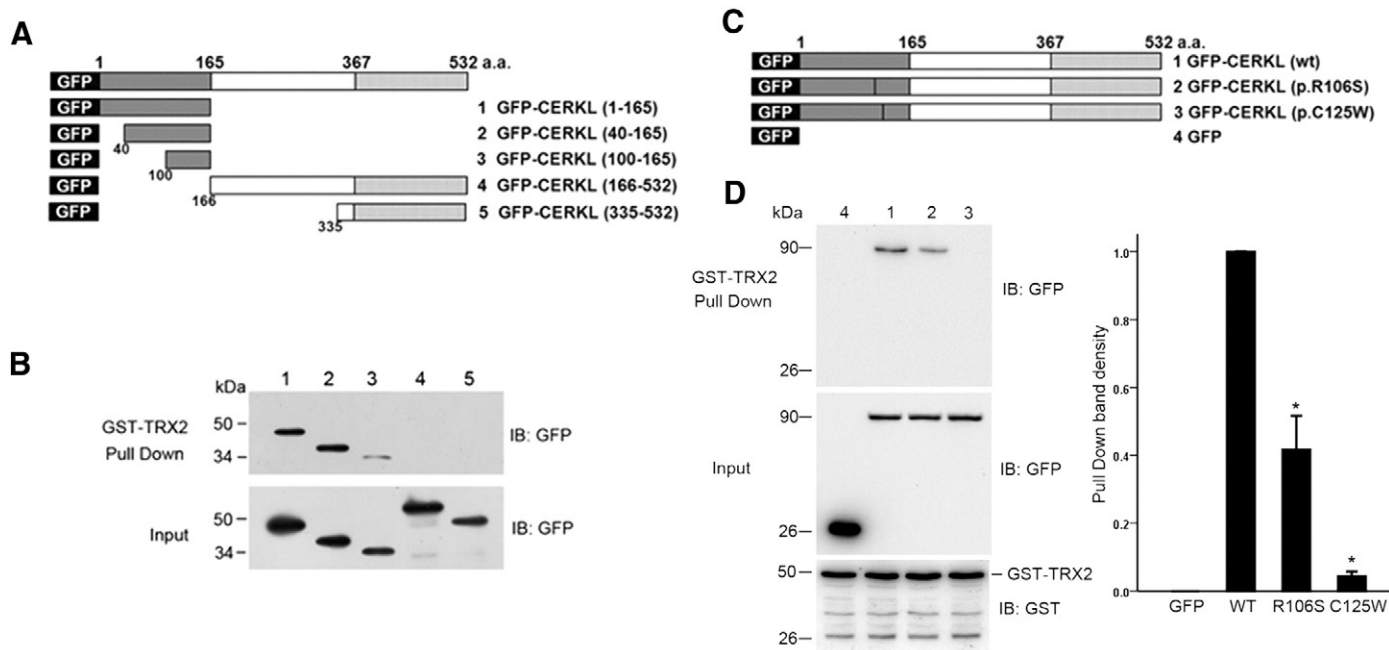 A
1 165 367 532 a.a.
GFP
GFP 1 GFP-CERKL (1-165)
GFP 2 GFP-CERKL (40-165)
40
GFP 3 GFP-CERKL (100-165)
100
GFP 4 GFP-CERKL (166-532)
166
GFP 5 GFP-CERKL (335-532)
335
B
kDa 1 2 3 4 5
GST-TRX2
Pull Down
50
34
IB: GFP
Input
50
34
IB: GFP
C
1 165 367 532 a.a.
GFP 1 GFP-CERKL (wt)
GFP 2 GFP-CERKL (p.R106S)
GFP 3 GFP-CERKL (p.C125W)
GFP 4 GFP
D
kDa 4 1 2 3
90
GST-TRX2
Pull Down
IB: GFP
26
90
Input
IB: GFP
26
50
GST-TRX2
IB: GST
26
Pull Down band density
1.0
0.8
0.6
0.4
0.2
0.0
*
*
GFP WT R106S C125W